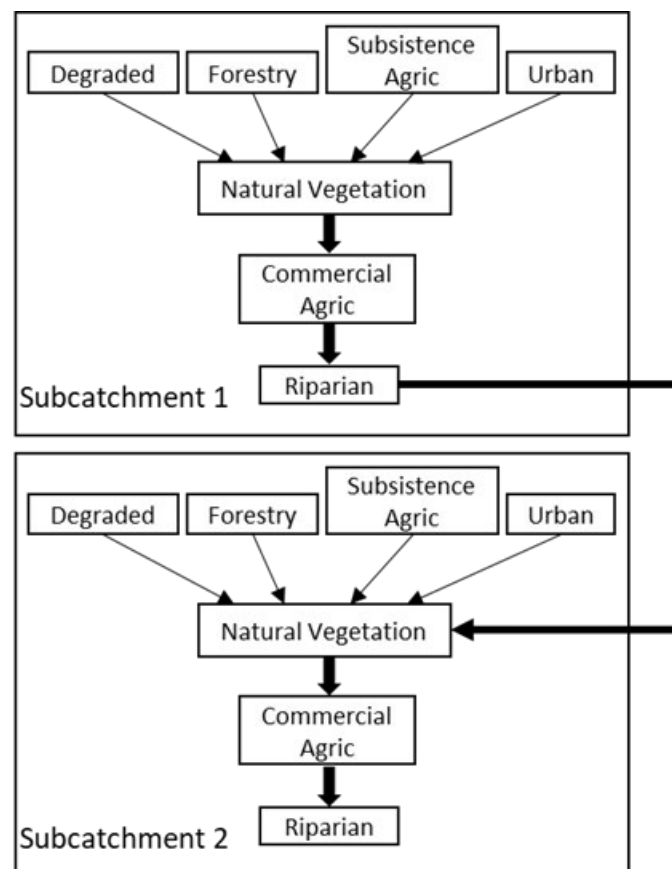 Degraded
Forestry
Subsistence
Agric
Urban
Natural Vegetation
Commercial
Agric
Riparian
Subcatchment 1
Degraded
Forestry
Subsistence
Agric
Urban
Natural Vegetation
Commercial
Agric
Riparian
Subcatchment 2